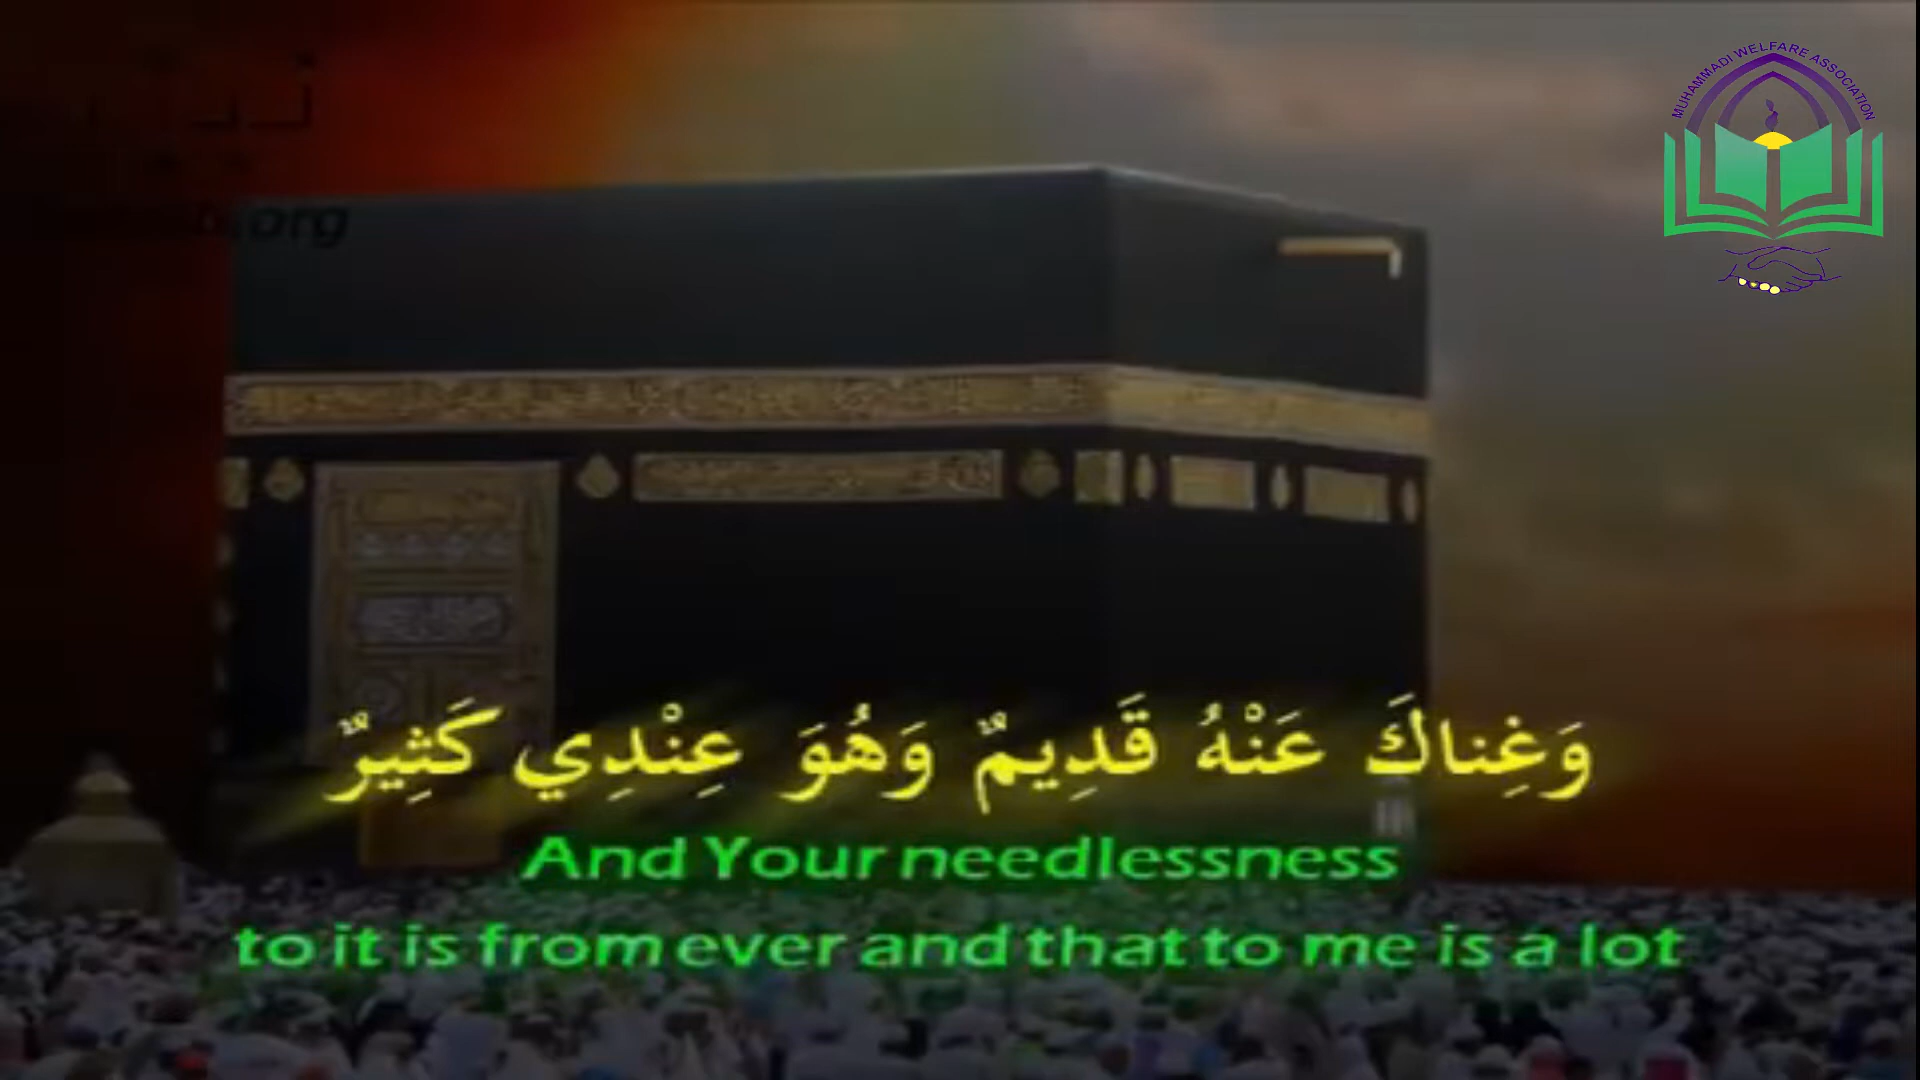 MUHAMMADI WELFARE ASSOCIATION
.org
وَغِناكَ عَنْهُ قَدِيمٌ وَهُوَ عِنْدِي كَثِيرٌ
And Your needlessness
to it is from ever and that to me is a lot